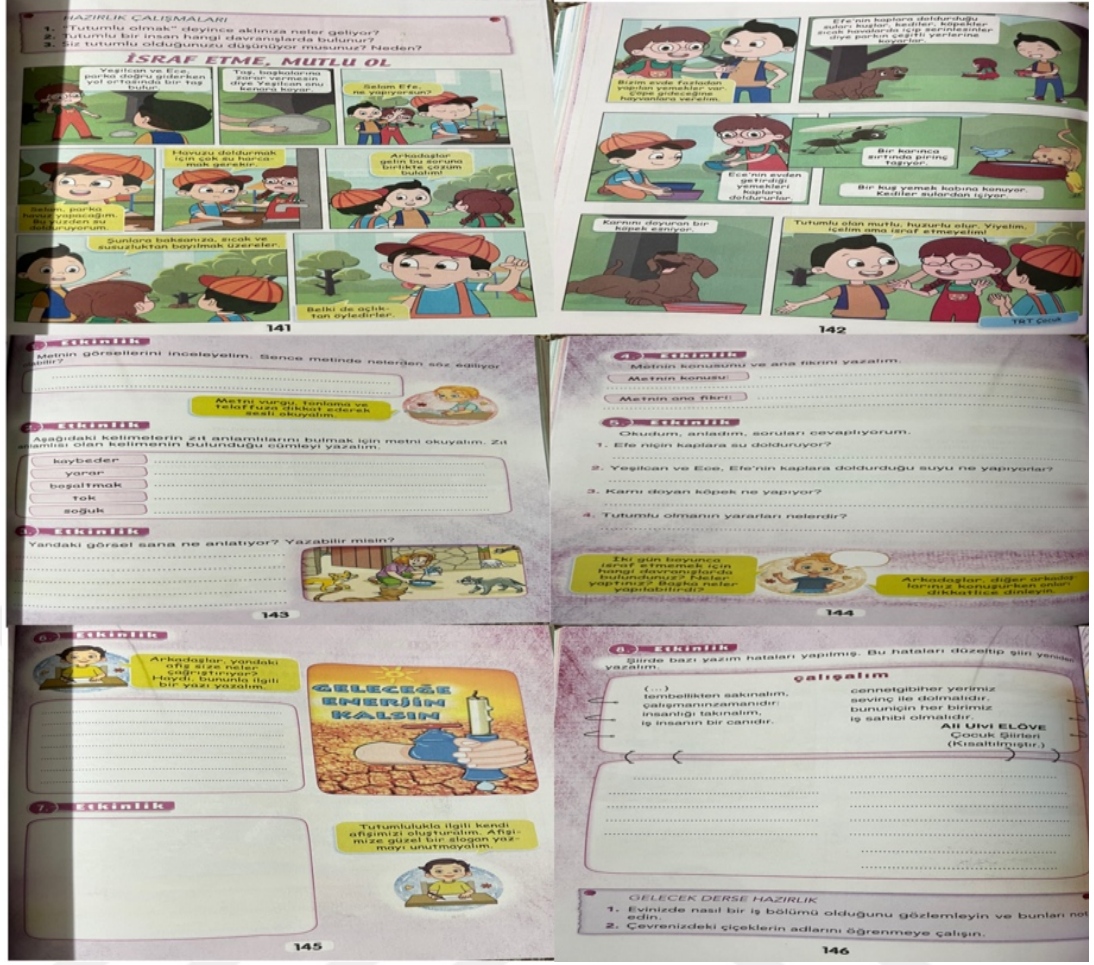 HAZIRLIK ÇALIŞMALARI
1. "Tutumlu olmak" deyince aklınıza neler geliyor?
2. Tutumlu bir insan hangi davranışlarda bulunur?
3. Siz tutumlu olduğunuzu düşünüyor musunuz? Neden?
İSRAF ETME, MUTLU OL
Yeşilcan ve Ece,
parka doğru giderken
yol ortasında bir taş
bulur.
Taş, başkalarına
zarar vermesin
diye Yeşilcan onu
kenara koyar.
Selam Efe,
ne yapıyorsun?
Selam, parka
havuz yapacağım.
Bu yüzden su
dolduruyorum.
Havuzu doldurmak
için çok su harca-
mak gerekir.
Arkadaşlar
gelin bu soruna
birlikte çözüm
bulalım!
Şunlara baksanıza, sıcak ve
susuzluktan bayılmak üzereler.
Belki de açlık-
tan öyledirler.
141
Bizim evde fazladan
yapılan yemekler var.
Çöpe gideceğine
hayvanlara verelim.
Efe'nin kaplara doldurduğu
suları kuşlar, kediler, köpekler
sıcak havalarda içip serinlesinler
diye parkın çeşitli yerlerine
koyarlar.
Ece'nin evden
getirdiği
yemekleri
kaplara
doldururlar.
Bir karınca
sırtında pirinç
taşıyor.
Bir kuş yemek kabına konuyor.
Kediler sulardan içiyor.
Karnını doyuran bir
köpek esniyor.
Tutumlu olan mutlu, huzurlu olur. Yiyelim,
içelim ama israf etmeyelim!
TRT Çocuk
142
Etkinlik
Metnin görsellerini inceleyelim. Sence metinde nelerden söz ediliyor
olabilir?
Metni vurgu, tonlama ve
telaffuza dikkat ederek
sesli okuyalım.
Etkinlik
Aşağıdaki kelimelerin zıt anlamlılarını bulmak için metni okuyalım. Zıt
anlamlısı olan kelimenin bulunduğu cümleyi yazalım.
kaybeder
yarar
boşaltmak
tok
soğuk
3. Etkinlik
Yandaki görsel sana ne anlatıyor? Yazabilir misin?
143
4. Etkinlik
Metnin konusunu ve ana fikrini yazalım.
Metnin konusu:
Metnin ana fikri:
5. Etkinlik
Okudum, anladım, soruları cevaplıyorum.
1. Efe niçin kaplara su dolduruyor?
2. Yeşilcan ve Ece, Efe'nin kaplara doldurduğu suyu ne yapıyorlar?
3. Karnı doyan köpek ne yapıyor?
4. Tutumlu olmanın yararları nelerdir?
İki gün boyunca
israf etmemek için
hangi davranışlarda
bulundunuz? Neler
yaptınız? Başka neler
yapılabilirdi?
Arkadaşlar, diğer arkadaş-
larınız konuşurken onları
dikkatlice dinleyin.
144
6. Etkinlik
Arkadaşlar, yandaki
afiş size neler
çağrıştırıyor?
Haydi, bununla ilgili
bir yazı yazalım.
GELECEĞE
ENERJİN
KALSIN
7. Etkinlik
Tutumlulukla ilgili kendi
afişimizi oluşturalım. Afişi-
mize güzel bir slogan yaz-
mayı unutmayalım.
145
8. Etkinlik
Şiirde bazı yazım hataları yapılmış. Bu hataları düzeltip şiiri yeniden
yazalım.
çalışalım
(...)
tembellikten sakınalım,
çalışmanınzamanıdır:
insanlığı takınalım,
iş insanın bir canıdır.
cennetgibiher yerimiz
sevinç ile dolmalıdır.
bununiçin her birimiz
iş sahibi olmalıdır.
Ali Ulvi ELÖVE
Çocuk Şiirleri
(Kısaltılmıştır.)
GELECEK DERSE HAZIRLIK
1. Evinizde nasıl bir iş bölümü olduğunu gözlemleyin ve bunları not
edin.
2. Çevrenizdeki çiçeklerin adlarını öğrenmeye çalışın.
146